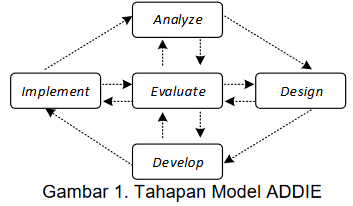 Analyze
Implement
Evaluate
Design
Develop
Gambar 1. Tahapan Model ADDIE